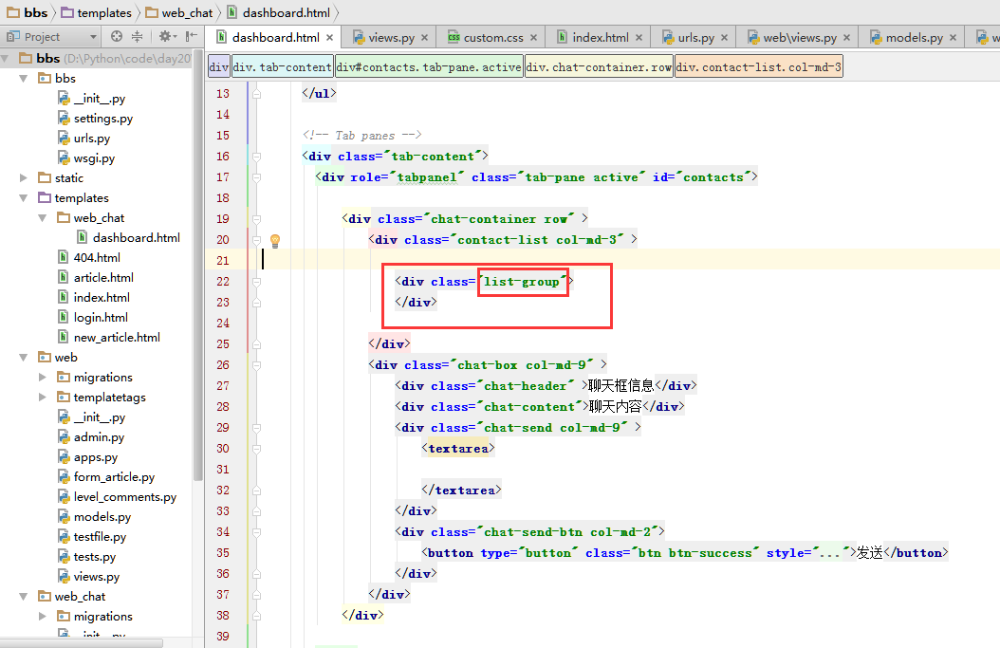 bbs templates web_chat dashboard.html
Project dashboard.html views.py custom.css index.html urls.py web\views.py models.py w
bbs (D:\Python\code\day20
div div.tab-content div#contacts.tab-pane.active div.chat-container.row div.contact-list.col-md-3
bbs
__init__.py
settings.py
urls.py
wsgi.py
static
templates
web_chat
dashboard.html
404.html
article.html
index.html
login.html
new_article.html
web
migrations
templatetags
__init__.py
admin.py
apps.py
form_article.py
level_comments.py
models.py
testfile.py
tests.py
views.py
web_chat
migrations
__init__.py
13 </ul>
14
15 <!-- Tab panes -->
16 <div class="tab-content">
17 <div role="tabpanel" class="tab-pane active" id="contacts">
18
19 <div class="chat-container row" >
20 <div class="contact-list col-md-3" >
21
22 <div class="list-group">
23 </div>
24
25 </div>
26 <div class="chat-box col-md-9" >
27 <div class="chat-header" >聊天框信息</div>
28 <div class="chat-content">聊天内容</div>
29 <div class="chat-send col-md-9" >
30 <textarea>
31
32 </textarea>
33 </div>
34 <div class="chat-send-btn col-md-2">
35 <button type="button" class="btn btn-success" style="...">发送</button>
36 </div>
37 </div>
38 </div>
39